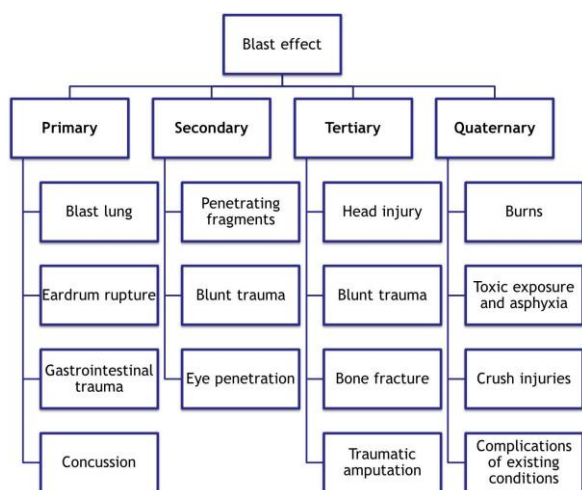 Blast effect
Primary
Secondary
Tertiary
Quaternary
Blast lung
Penetrating
fragments
Head injury
Burns
Eardrum rupture
Blunt trauma
Blunt trauma
Toxic exposure
and asphyxia
Gastrointestinal
trauma
Eye penetration
Bone fracture
Crush injuries
Concussion
Traumatic
amputation
Complications
of existing
conditions